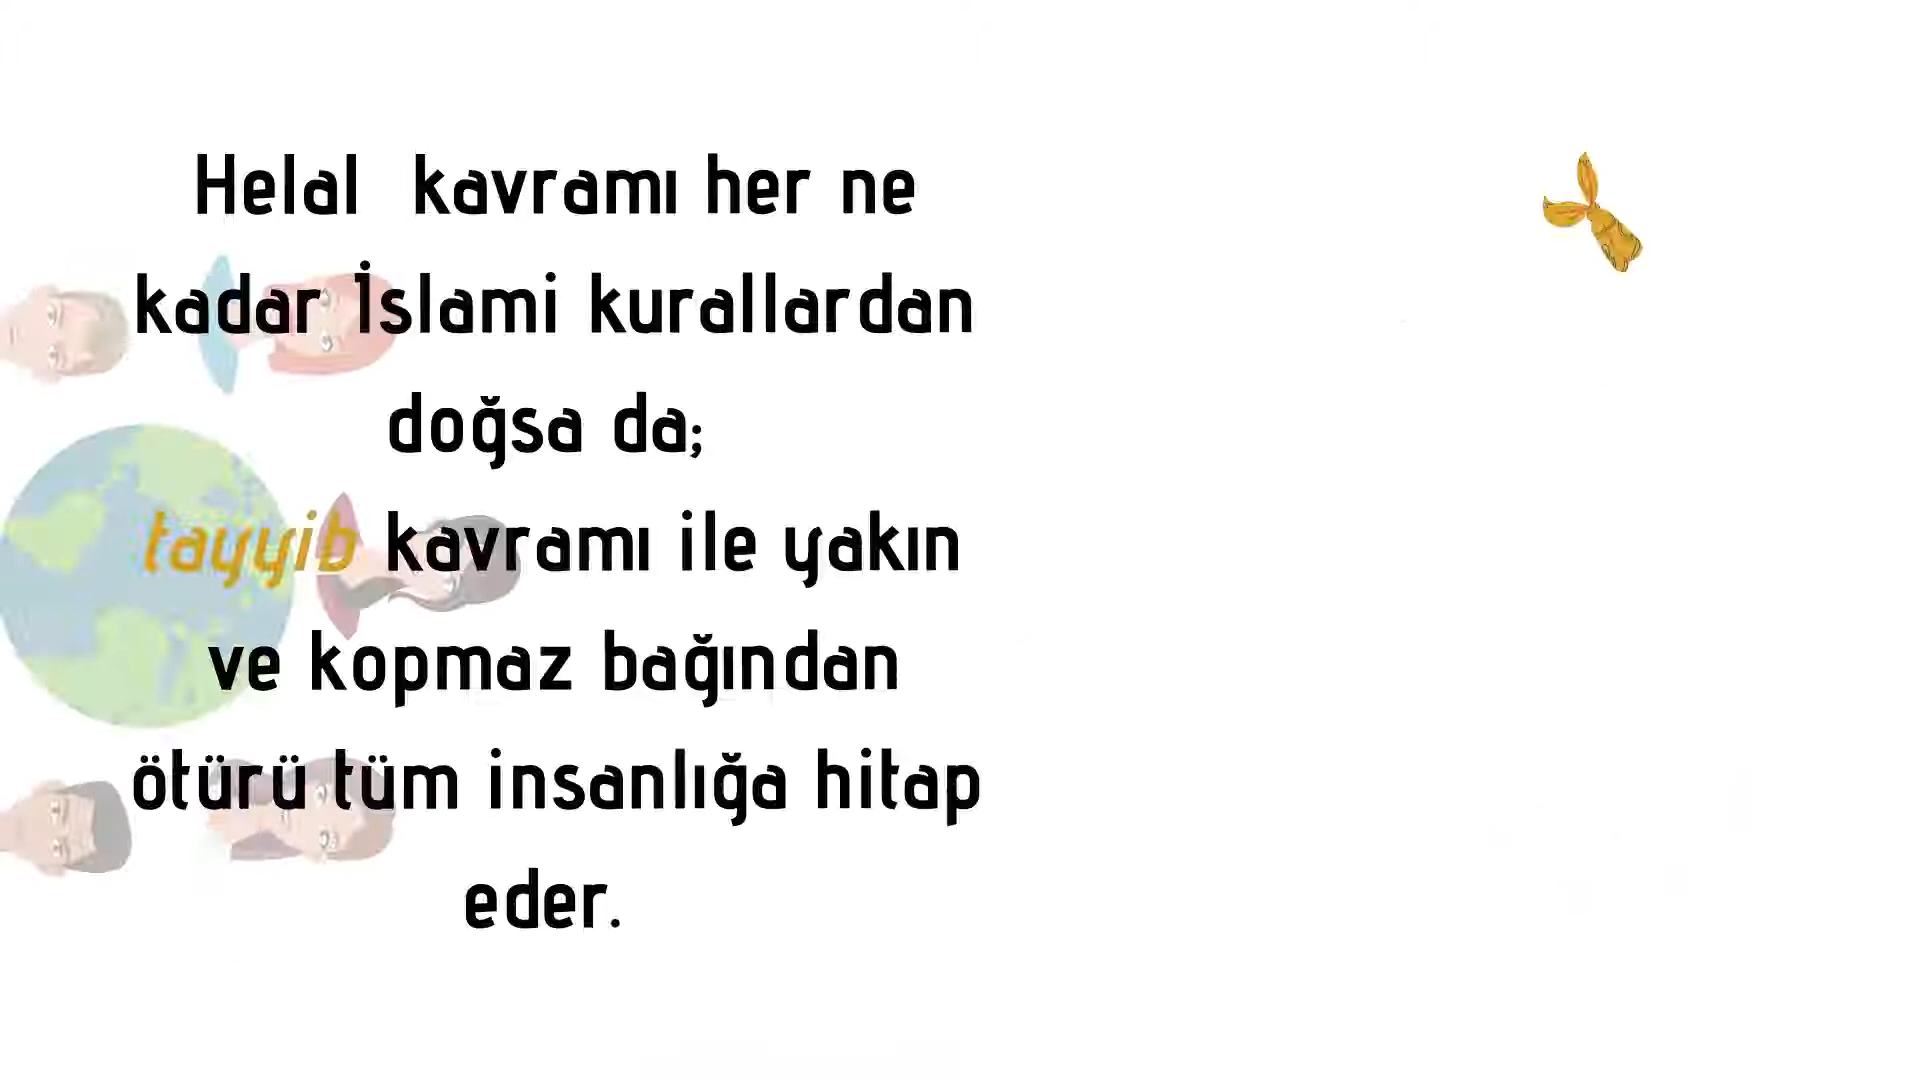 Helal kavramı her ne
kadar İslami kurallardan
doğsa da;
tayyib kavramı ile yakın
ve kopmaz bağından
ötürü tüm insanlığa hitap
eder.